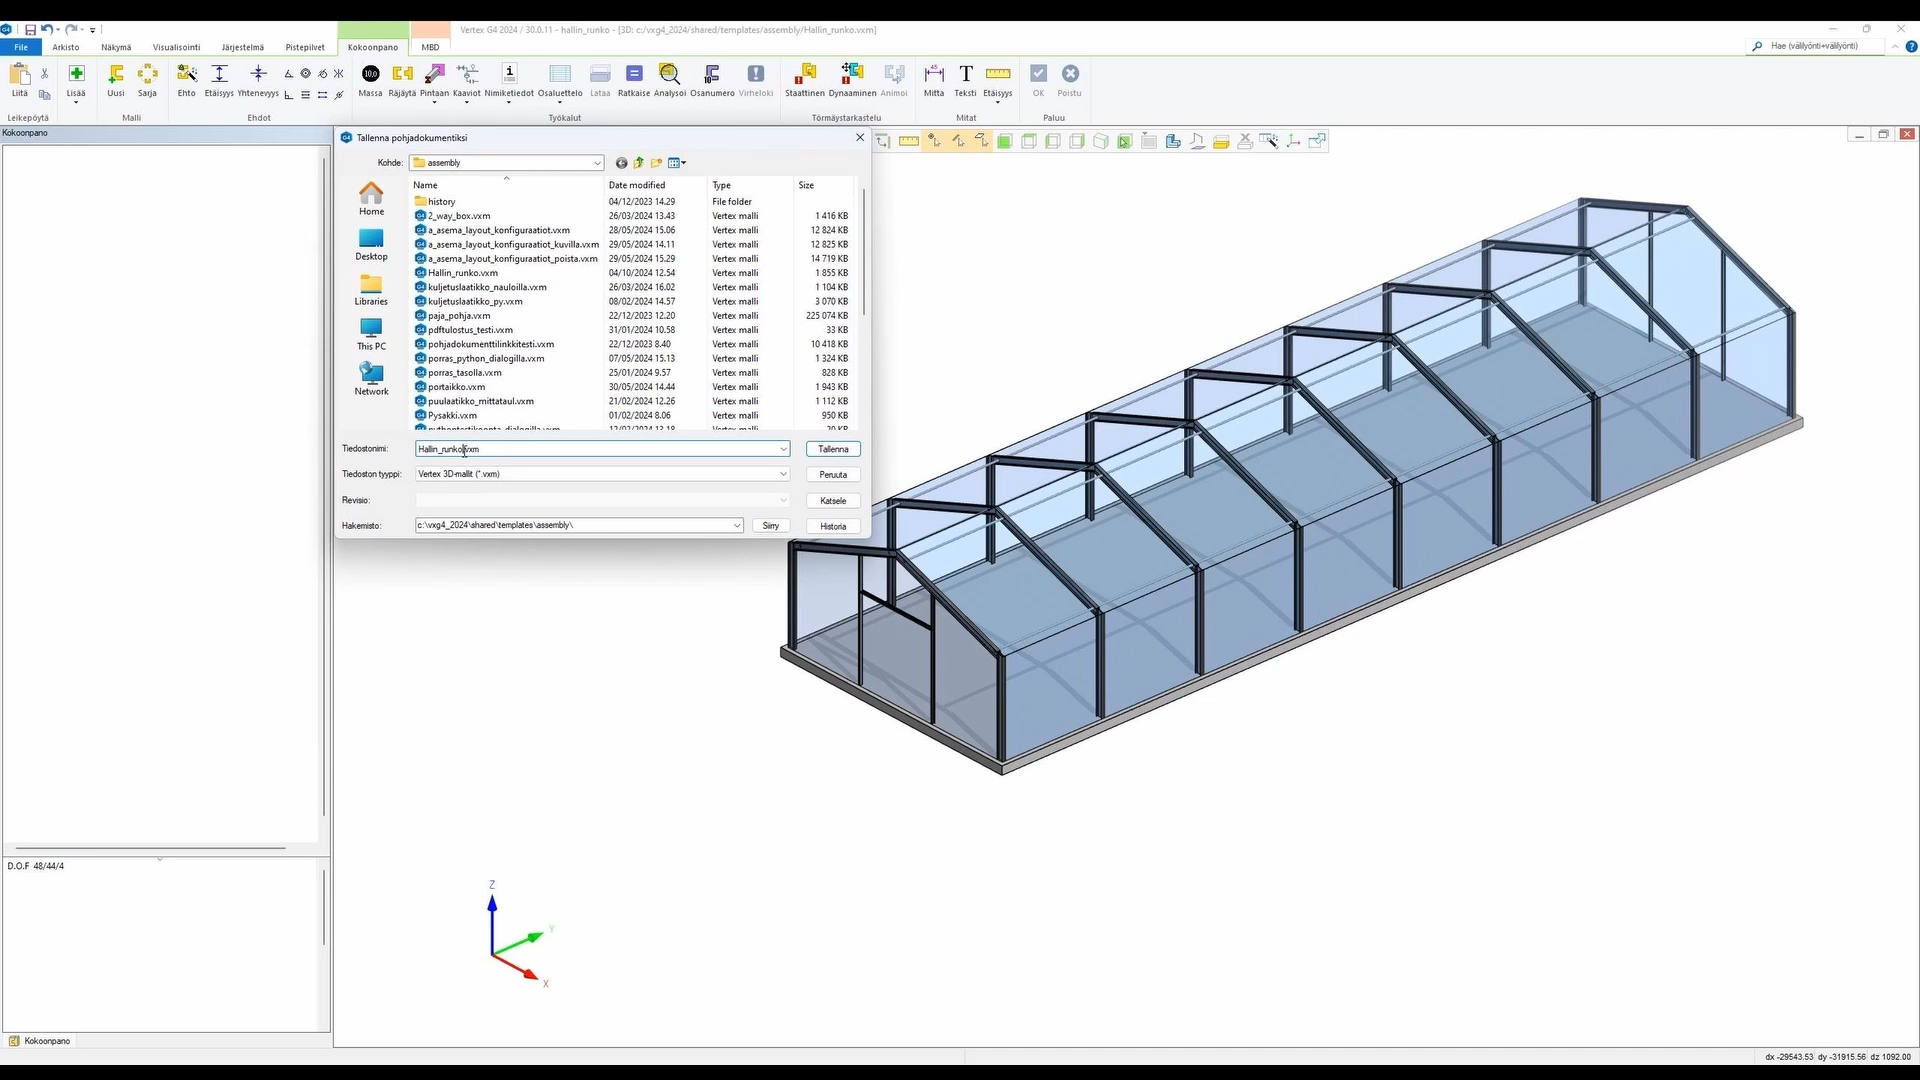 Vertex G4 2024 / 30.0.11 - hallin_runko - [3D: c:/vxg4_2024/shared/templates/assembly/Hallin_runko.vxm]
File Arkisto Näkymä Visualisointi Järjestelmä Pistepilvet Kokoonpano MBD
Hae (välilyönti+välilyönti)
Liitä Lisää Uusi Sarja Ehto Etäisyys Yhtenevyys Massa Räjäytä Pintaan Kaaviot Nimiketiedot Osaluettelo Lataa Ratkaise Analysoi Osanumero Virheloki Staattinen Dynaaminen Animoi Mitta Teksti Etäisyys OK Poistu
Leikepöytä Malli Ehdot Työkalut Törmäystarkastelu Mitat Paluu
Kokoonpano
Tallenna pohjadokumentiksi
Kohde: assembly
Home
Desktop
Libraries
This PC
Network
Name Date modified Type Size
history 04/12/2023 14.29 File folder
2_way_box.vxm 26/03/2024 13.43 Vertex malli 1 416 KB
a_asema_layout_konfiguraatiot.vxm 28/05/2024 15.06 Vertex malli 12 824 KB
a_asema_layout_konfiguraatiot_kuvilla.vxm 29/05/2024 14.11 Vertex malli 12 825 KB
a_asema_layout_konfiguraatiot_poista.vxm 29/05/2024 15.29 Vertex malli 14 719 KB
Hallin_runko.vxm 04/10/2024 12.54 Vertex malli 1 855 KB
kuljetuslaatikko_nauloilla.vxm 26/03/2024 16.02 Vertex malli 1 104 KB
kuljetuslaatikko_py.vxm 08/02/2024 14.57 Vertex malli 3 070 KB
paja_pohja.vxm 22/12/2023 12.20 Vertex malli 225 074 KB
pdftulostus_testi.vxm 31/01/2024 10.58 Vertex malli 33 KB
pohjadokumenttilinkkitesti.vxm 22/12/2023 8.40 Vertex malli 10 418 KB
porras_python_dialogilla.vxm 07/05/2024 15.13 Vertex malli 1 324 KB
porras_tasolla.vxm 25/01/2024 9.57 Vertex malli 828 KB
portaikko.vxm 30/05/2024 14.44 Vertex malli 1 943 KB
puulaatikko_mittataul.vxm 21/02/2024 12.26 Vertex malli 1 112 KB
Pysakki.vxm 01/02/2024 8.06 Vertex malli 950 KB
Tiedostonimi: Hallin_runko.vxm Tallenna
Tiedoston tyyppi: Vertex 3D-mallit (*.vxm) Peruuta
Revisio: Katsele
Hakemisto: c:\vxg4_2024\shared\templates\assembly\ Siirry Historia
D.O.F 48/44/4
Z
Y
X
Kokoonpano
dx -29543.53 dy -31915.56 dz 1092.00